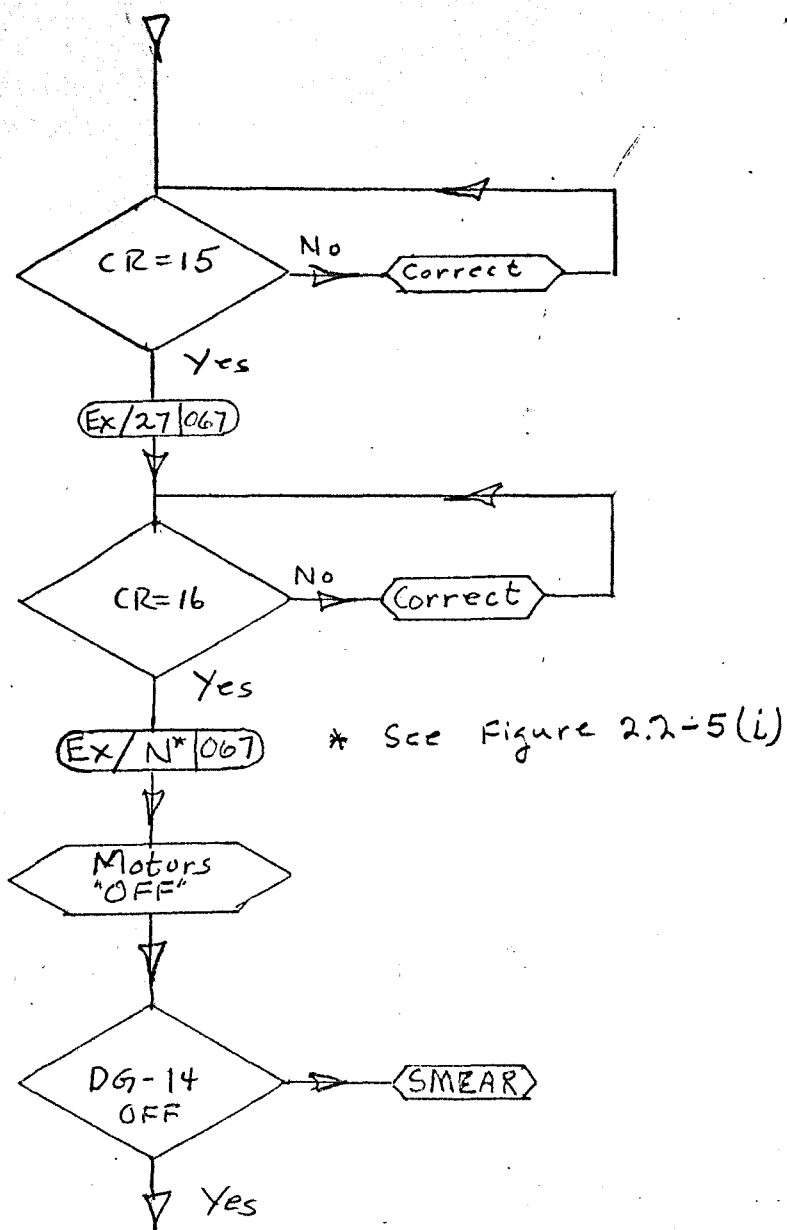 CR=15
No
Correct
Yes
Ex/27|067
CR=16
No
Correct
Yes
Ex/N*|067
* See Figure 2.2-5(i)
Motors
"OFF"
DG-14
OFF
SMEAR
Yes